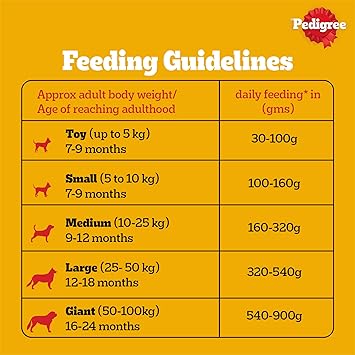 Pedigree
Feeding Guidelines
Approx adult body weight/
Age of reaching adulthood
daily feeding* in
(gms)
Toy (up to 5 kg)
7-9 months
30-100g
Small (5 to 10 kg)
7-9 months
100-160g
Medium (10-25 kg)
9-12 months
160-320g
Large (25- 50 kg)
12-18 months
320-540g
Giant (50-100kg)
16-24 months
540-900g